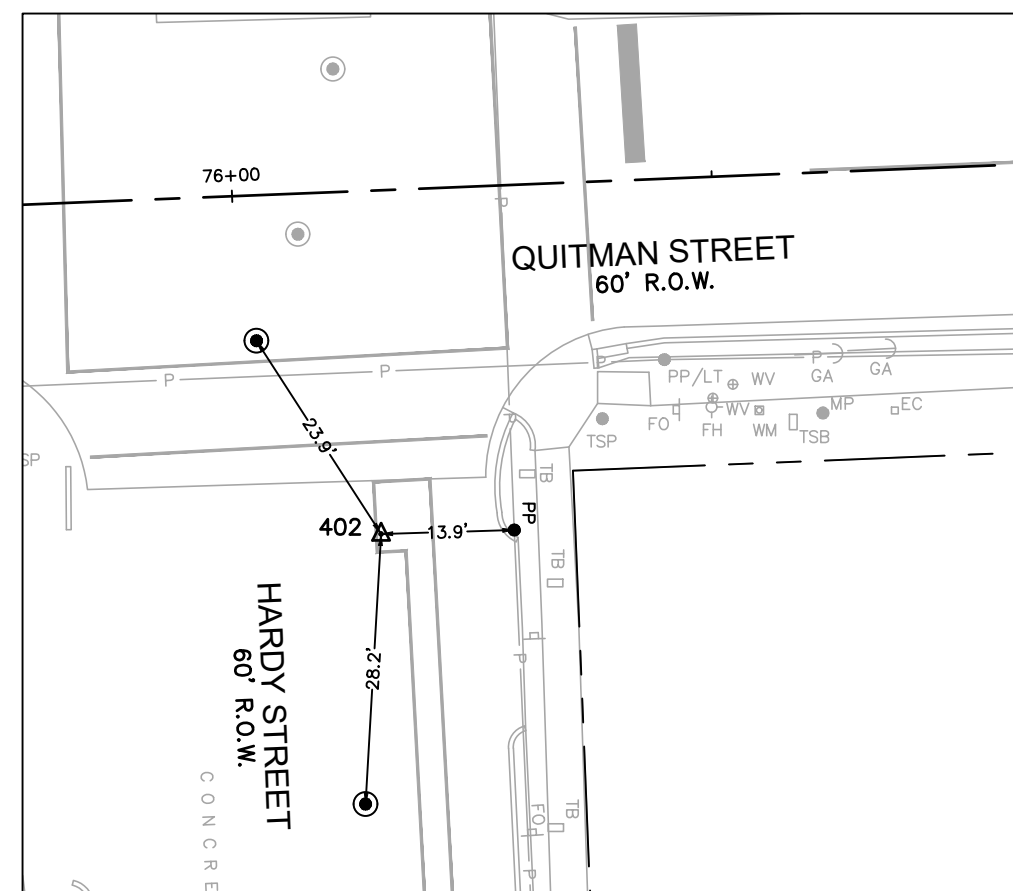 76+00
P
QUITMAN STREET
60' R.O.W.
P
P
P
P
PP/LT
WV
GA
GA
SP
TSP
FO
WV
FH
WM
TSB
MP
EC
P
23.9'
TB
402
13.9'
PP
TB
HARDY STREET
60' R.O.W.
28.2'
P
CONCRE
FO
TB
P